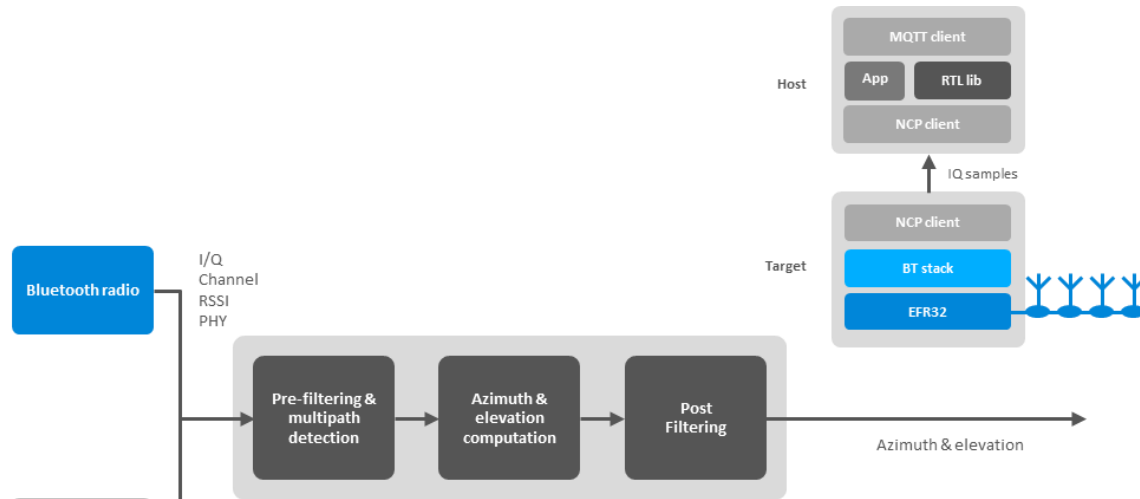 MQTT client
Host
App
RTL lib
NCP client
IQ samples
NCP client
Target
BT stack
EFR32
Bluetooth radio
I/Q
Channel
RSSI
PHY
Pre-filtering &
multipath
detection
Azimuth &
elevation
computation
Post
Filtering
Azimuth & elevation